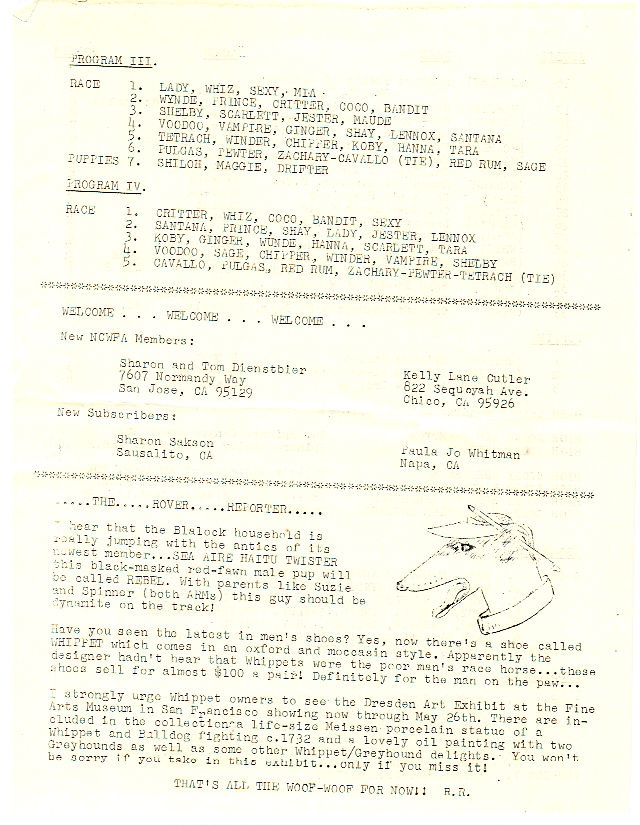 PROGRAM III.
RACE 1. LADY, WHIZ, SEXY, MIA
2. WYNDE, PRINCE, CRITTER, COCO, BANDIT
3. SHELBY, SCARLETT, JESTER, MAUDE
4. VOODOO, VAMPIRE, GINGER, SHAY, LENNOX, SANTANA
5. TETRACH, WINDER, CHIPPER, KOBY, HANNA, TARA
6. PULGAS, PEWTER, ZACHARY-CAVALLO (TIE), RED RUM, SAGE
PUPPIES 7. SHILOH, MAGGIE, DRIFTER
PROGRAM IV.
RACE 1. CRITTER, WHIZ, COCO, BANDIT, SEXY
2. SANTANA, PRINCE, SHAY, LADY, JESTER, LENNOX
3. KOBY, GINGER, WUNDE, HANNA, SCARLETT, TARA
4. VOODOO, SAGE, CHIPPER, WINDER, VAMPIRE, SHELBY
5. CAVALLO, PULGAS, RED RUM, ZACHARY-PEWTER-TETRACH (TIE)
WELCOME . . . WELCOME . . . WELCOME . . .
New NCWFA Members:
Sharon and Tom Dienstbier
7607 Normandy Way
San Jose, CA 95129
Kelly Lane Cutler
822 Sequoyah Ave.
Chico, CA 95926
New Subscribers:
Sharon Sakson
Sausalito, CA
Paula Jo Whitman
Napa, CA
.....THE.....ROVER.....REPORTER.....
I hear that the Blalock household is
really jumping with the antics of its
newest member...SEA AIRE HAITU TWISTER
this black-masked red-fawn male pup will
be called REBEL. With parents like Suzie
and Spinner (both ARMs) this guy should be
dynamite on the track!
Have you seen the latest in men's shoes? Yes, now there's a shoe called
WHIPPET which comes in an oxford and moccasin style. Apparently the
designer hadn't hear that Whippets were the poor man's race horse...these
shoes sell for almost $100 a pair! Definitely for the man on the paw...
I strongly urge Whippet owners to see the Dresden Art Exhibit at the Fine
Arts Museum in San Francisco showing now through May 26th. There are in-
cluded in the collection a life-size Meissen porcelain statue of a
Whippet and Bulldog fighting c.1732 and a lovely oil painting with two
Greyhounds as well as some other Whippet/Greyhound delights. You won't
be sorry if you take in this exhibit...only if you miss it!
THAT'S ALL THE WOOF-WOOF FOR NOW!! R.R.